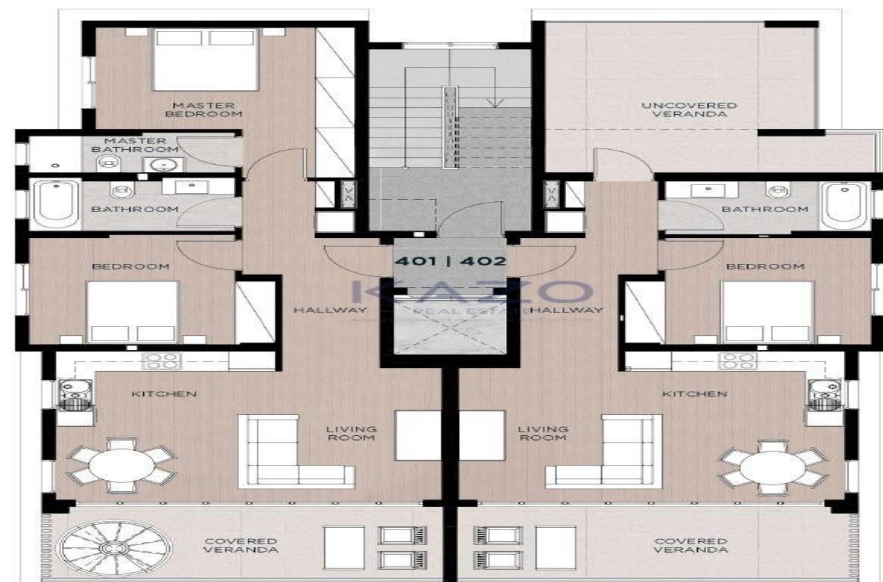 MASTER
BEDROOM
UNCOVERED
VERANDA
MASTER
BATHROOM
BATHROOM
BATHROOM
BEDROOM
401 | 402
BEDROOM
KAZO
REAL ESTATE
HALLWAY
HALLWAY
KITCHEN
KITCHEN
LIVING
ROOM
LIVING
ROOM
COVERED
VERANDA
COVERED
VERANDA